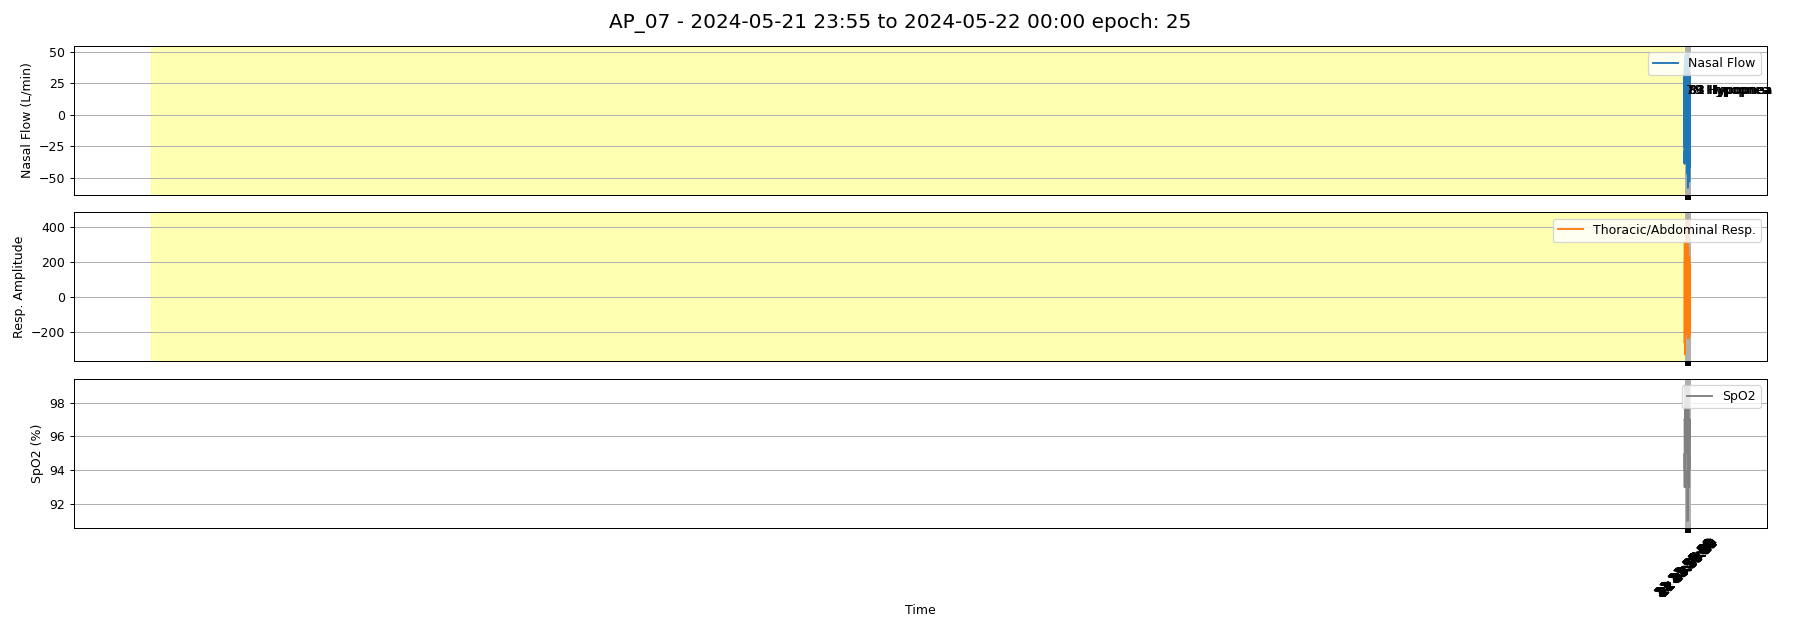 AP_07 - 2024-05-21 23:55 to 2024-05-22 00:00 epoch: 25
Nasal Flow (L/min)
50
25
0
−25
−50
Nasal Flow
Hypopnea
Resp. Amplitude
400
200
0
−200
Thoracic/Abdominal Resp.
SpO2 (%)
98
96
94
92
SpO2
Time